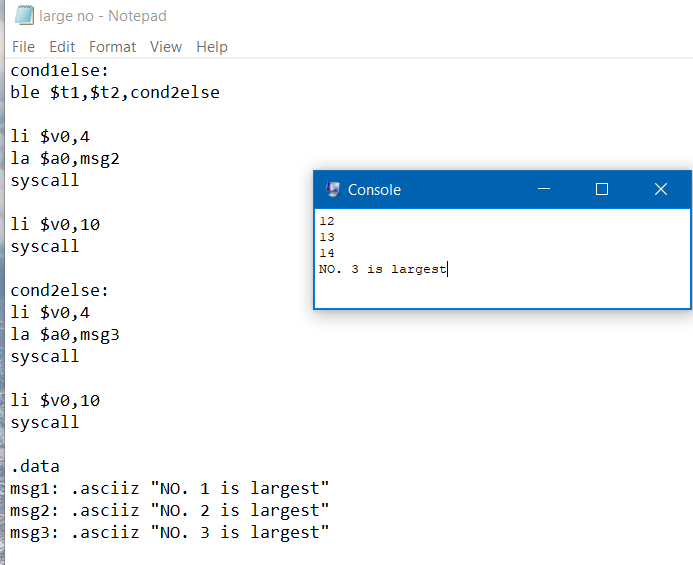 large no - Notepad
File Edit Format View Help
cond1else:
ble $t1,$t2,cond2else
li $v0,4
la $a0,msg2
syscall
li $v0,10
syscall
cond2else:
li $v0,4
la $a0,msg3
syscall
li $v0,10
syscall
.data
msg1: .asciiz "NO. 1 is largest"
msg2: .asciiz "NO. 2 is largest"
msg3: .asciiz "NO. 3 is largest"
Console
12
13
14
NO. 3 is largest